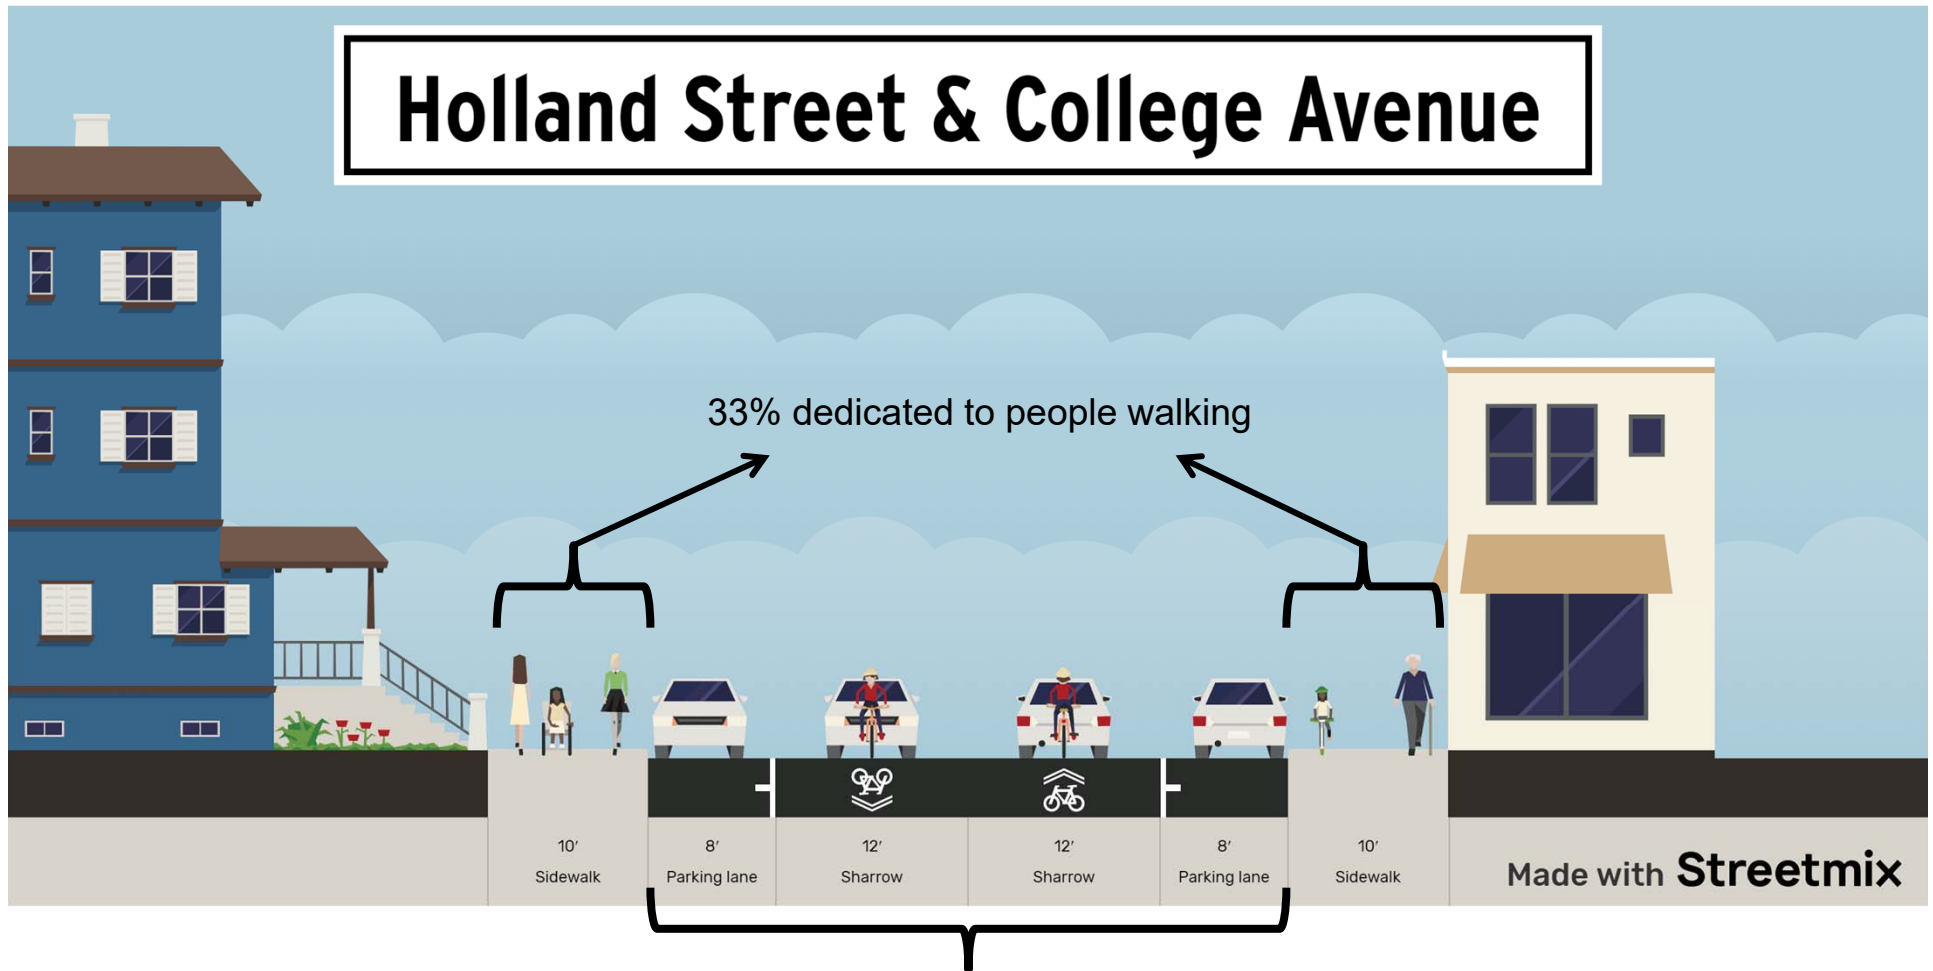 Holland Street & College Avenue
33% dedicated to people walking
10′ 8′ 12′ 12′ 8′ 10′
Sidewalk Parking lane Sharrow Sharrow Parking lane Sidewalk
Made with Streetmix